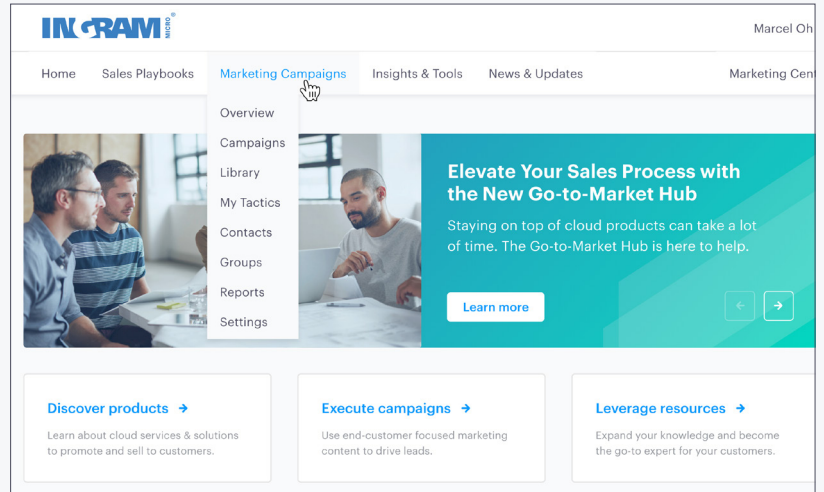 INGRAM MICRO®
Marcel Oh
Home Sales Playbooks Marketing Campaigns Insights & Tools News & Updates Marketing Cent
Overview
Campaigns
Library
My Tactics
Contacts
Groups
Reports
Settings
Elevate Your Sales Process with
the New Go-to-Market Hub
Staying on top of cloud products can take a lot
of time. The Go-to-Market Hub is here to help.
Learn more
← →
Discover products →
Learn about cloud services & solutions
to promote and sell to customers.
Execute campaigns →
Use end-customer focused marketing
content to drive leads.
Leverage resources →
Expand your knowledge and become
the go-to expert for your customers.